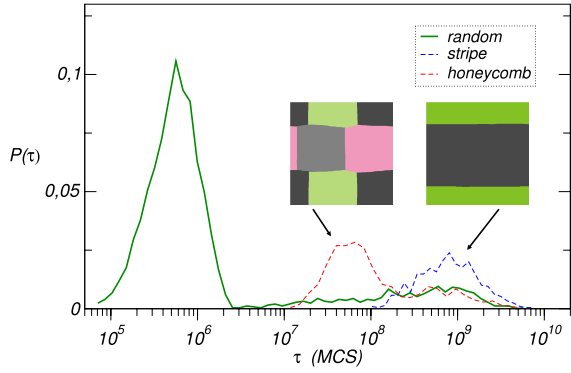 random
stripe
honeycomb
0,1
P(τ)
0,05
0
10^5 10^6 10^7 10^8 10^9 10^10
τ (MCS)